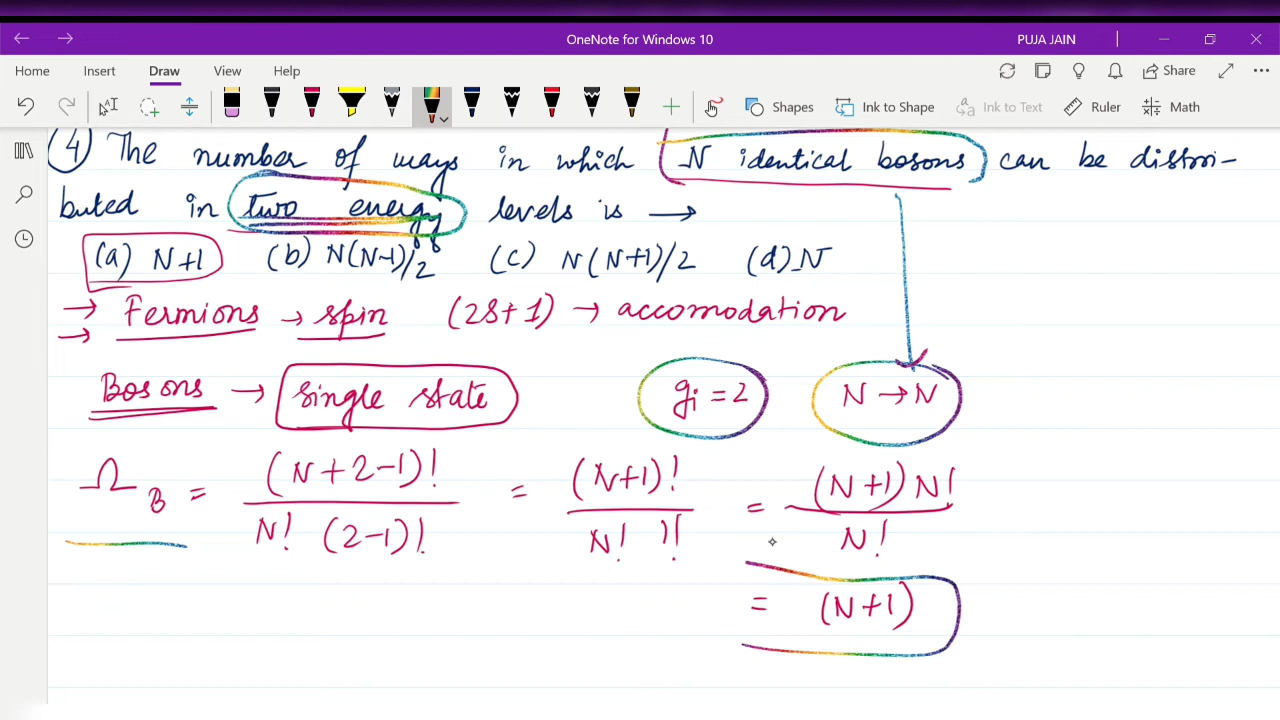 OneNote for Windows 10
PUJA JAIN
Home Insert Draw View Help
Share
Shapes Ink to Shape Ink to Text Ruler Math
(4) The number of ways in which N identical bosons can be distri-
buted in two energy levels is →
(a) N+1 (b) N(N-1)/2 (c) N(N+1)/2 (d) N
→ Fermions → spin (2S+1) → accomodation
→
Bosons → single state gi = 2 N → N
Ω_B = (N+2-1)! / N! (2-1)! = (N+1)! / N! 1! = (N+1) N! / N!
= (N+1)